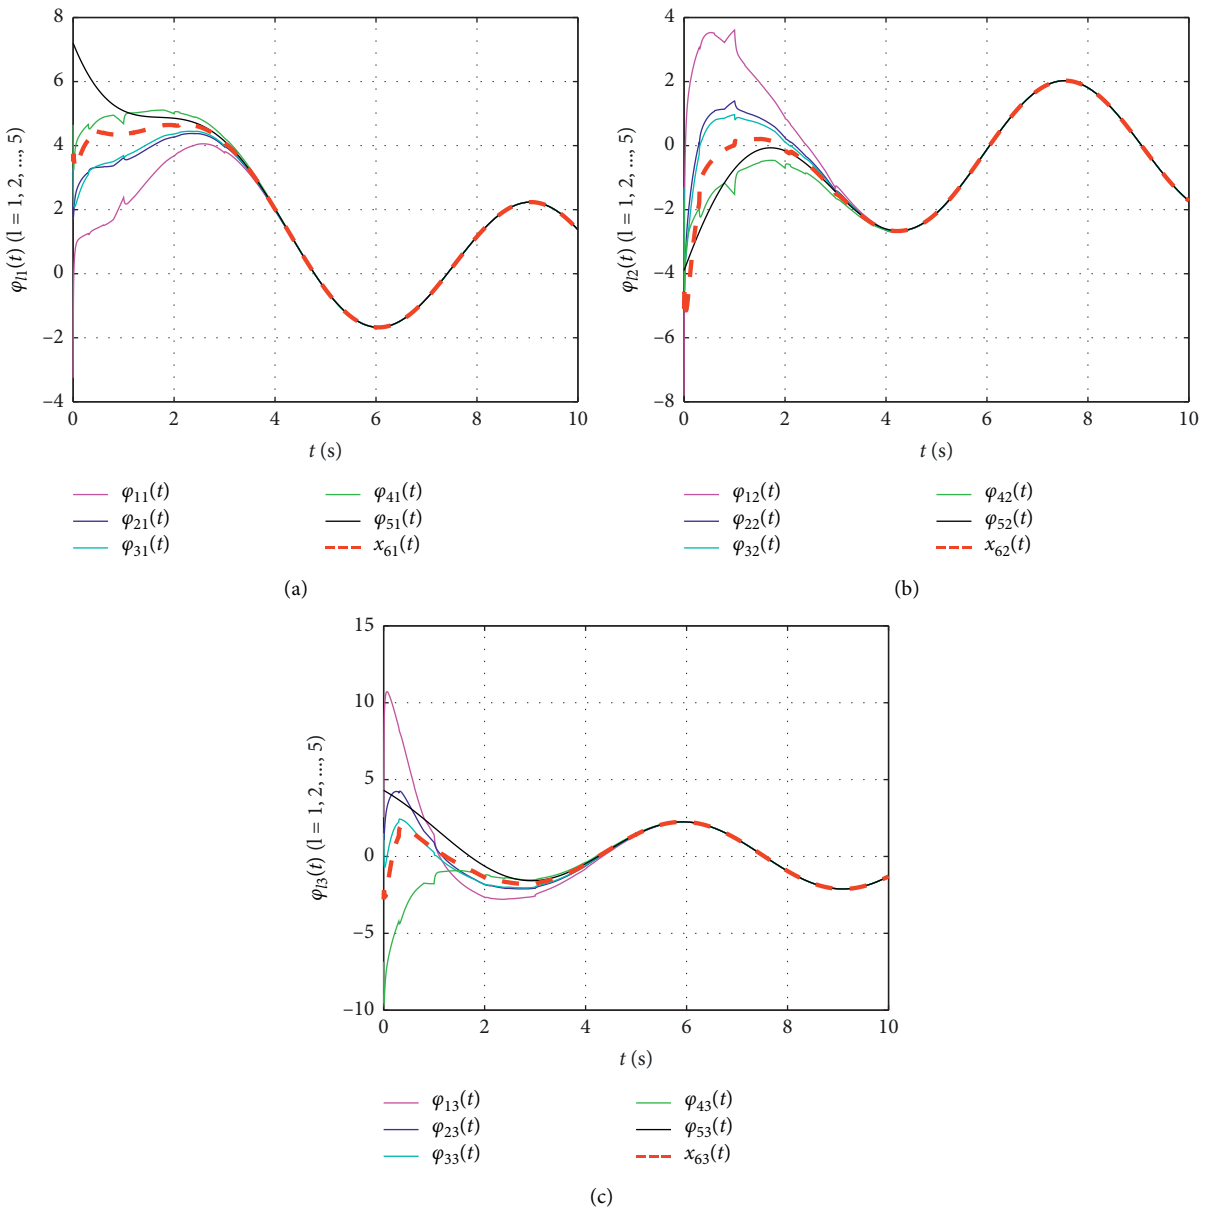 8
6
4
2
0
−2
−4
0
2
4
6
8
10
φl1(t) (l = 1, 2, ..., 5)
t (s)
φ11(t)
φ21(t)
φ31(t)
φ41(t)
φ51(t)
x61(t)
(a)
4
2
0
−2
−4
−6
−8
0
2
4
6
8
10
φl2(t) (l = 1, 2, ..., 5)
t (s)
φ12(t)
φ22(t)
φ32(t)
φ42(t)
φ52(t)
x62(t)
(b)
15
10
5
0
−5
−10
0
2
4
6
8
10
φl3(t) (l = 1, 2, ..., 5)
t (s)
φ13(t)
φ23(t)
φ33(t)
φ43(t)
φ53(t)
x63(t)
(c)